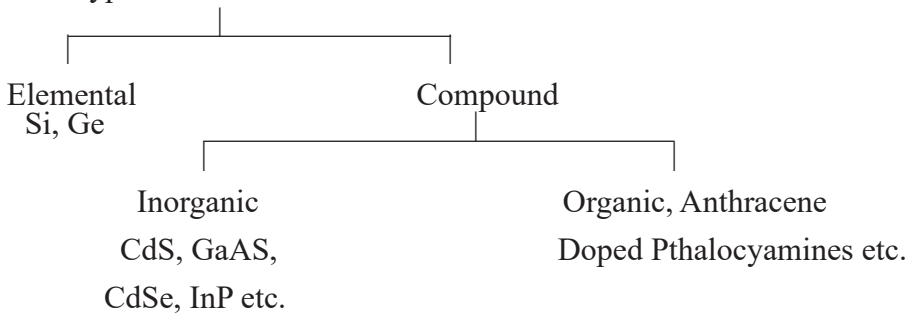 Elemental
Si, Ge
Compound
Inorganic
CdS, GaAS,
CdSe, InP etc.
Organic, Anthracene
Doped Pthalocyamines etc.